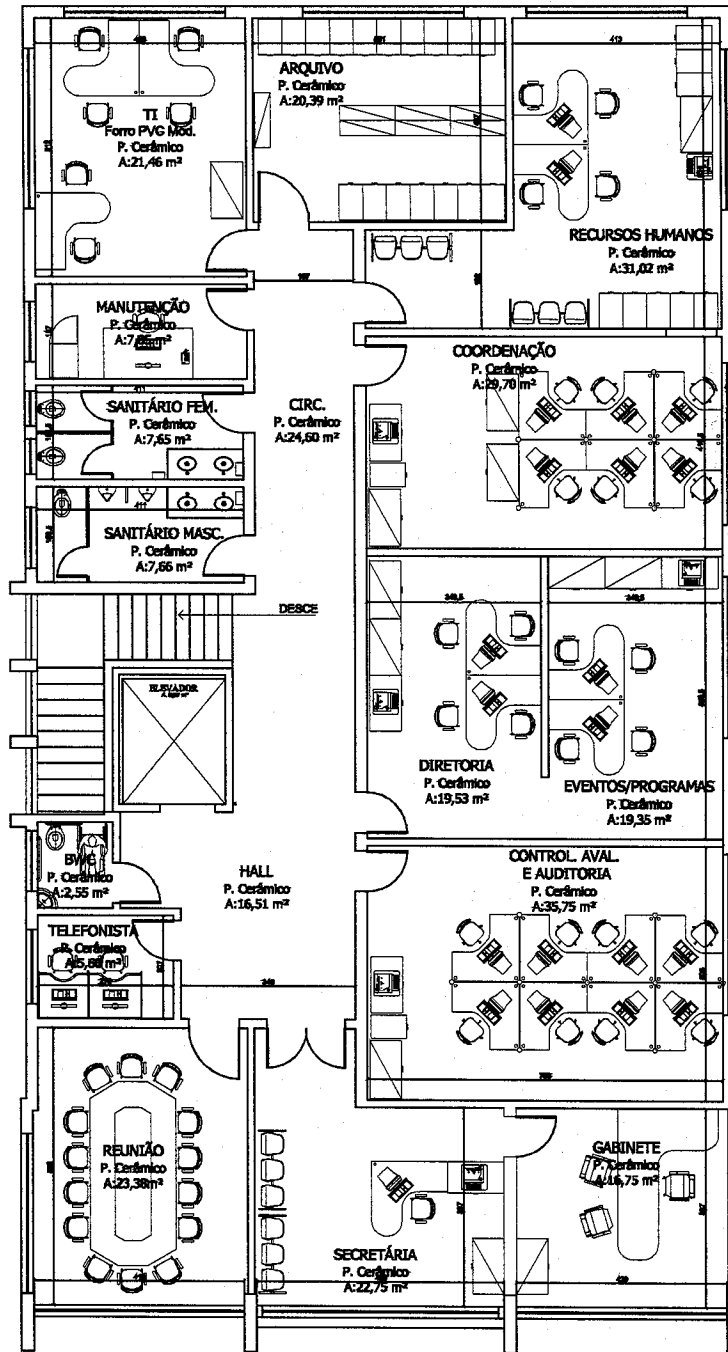 ARQUIVO
P. Cerâmico
A:20,39 m²
413
TI
Forro PVC Mod.
P. Cerâmico
A:21,46 m²
RECURSOS HUMANOS
P. Cerâmico
A:31,02 m²
MANUTENÇÃO
P. Cerâmico
COORDENAÇÃO
P. Cerâmico
A:29,70 m²
SANITÁRIO FEM.
P. Cerâmico
A:7,65 m²
CIRC.
P. Cerâmico
A:24,60 m²
SANITÁRIO MASC.
P. Cerâmico
A:7,66 m²
DESCE
ELEVADOR
DIRETORIA
P. Cerâmico
A:19,53 m²
EVENTOS/PROGRAMAS
P. Cerâmico
A:19,35 m²
BWC
P. Cerâmico
A:2,55 m²
HALL
P. Cerâmico
A:16,51 m²
CONTROL. AVAL.
E AUDITORIA
P. Cerâmico
A:35,75 m²
TELEFONISTA
P. Cerâmico
REUNIÃO
P. Cerâmico
A:23,38m²
GABINETE
P. Cerâmico
A:16,75 m²
SECRETÁRIA
P. Cerâmico
A:22,75 m²